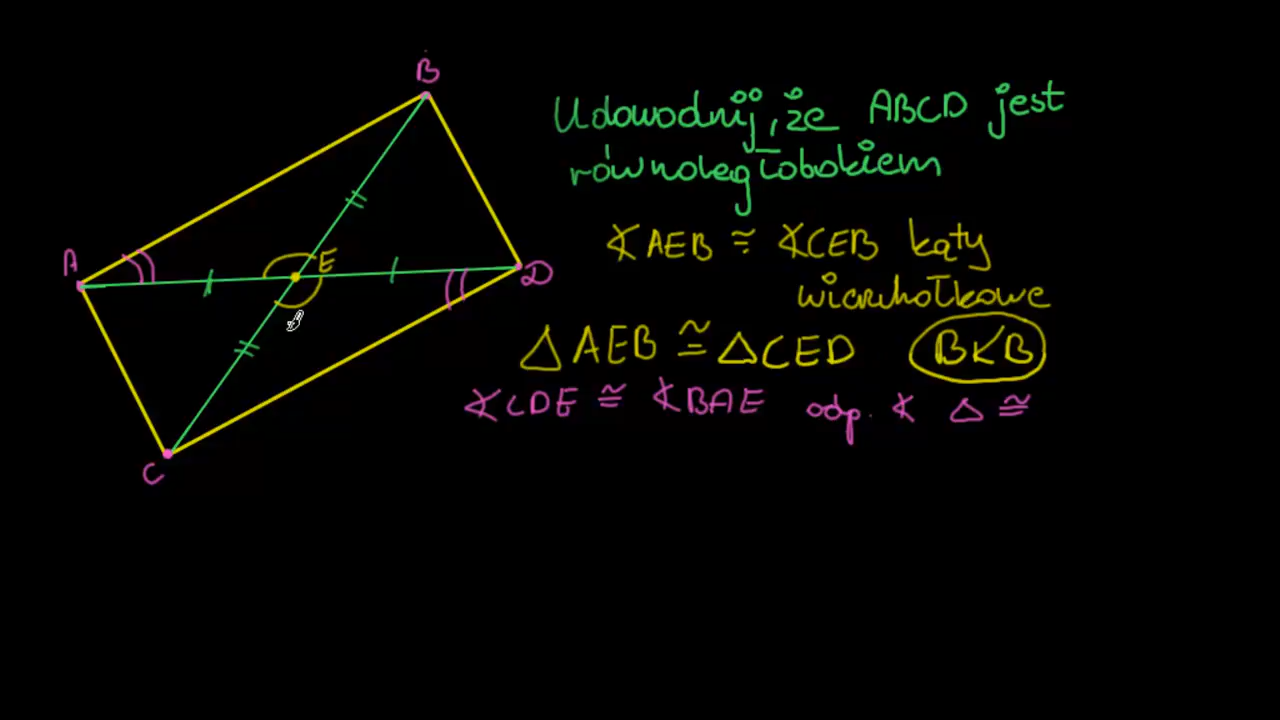 B
A
E
D
C
Udowodnij, że ABCD jest
równoległobokiem
∢AEB ≅ ∢CEB kąty
wierzchołkowe
△AEB ≅ △CED BKB
∢CDE ≅ ∢BAE odp. ∢ △ ≅